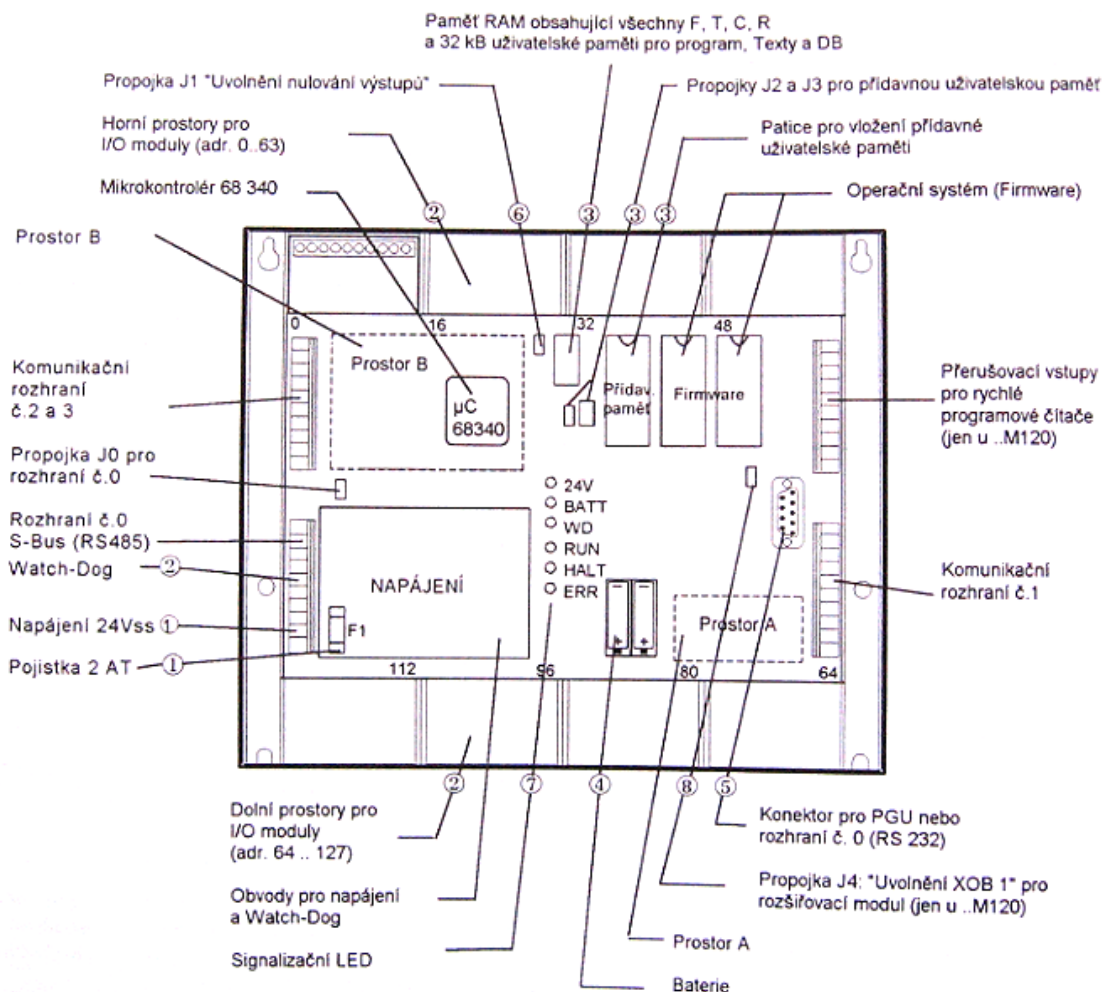 Paměť RAM obsahující všechny F, T, C, R
a 32 kB uživatelské paměti pro program, Texty a DB
Propojka J1 "Uvolnění nulování výstupů"
Propojky J2 a J3 pro přídavnou uživatelskou paměť
Horní prostory pro
I/O moduly (adr. 0..63)
Patice pro vložení přídavné
uživatelské paměti
Mikrokontrolér 68 340
Operační systém (Firmware)
② ⑥ ③ ③ ③
Prostor B
0 16 32 48
Prostor B
µC
68340
Přídav.
paměť
Firmware
Komunikační
rozhraní
č.2 a 3
Přerušovací vstupy
pro rychlé
programové čítače
(jen u ..M120)
Propojka J0 pro
rozhraní č.0
Rozhraní č.0
S-Bus (RS485)
Watch-Dog ②
Napájení 24Vss ①
Pojistka 2 AT ①
24V
BATT
WD
RUN
HALT
ERR
NAPÁJENÍ
F1
Prostor A
Komunikační
rozhraní č.1
112 96 80 64
② ⑦ ④ ⑧ ⑤
Dolní prostory pro
I/O moduly
(adr. 64 .. 127)
Konektor pro PGU nebo
rozhraní č. 0 (RS 232)
Obvody pro napájení
a Watch-Dog
Propojka J4: "Uvolnění XOB 1" pro
rozšiřovací modul (jen u ..M120)
Signalizační LED
Prostor A
Baterie